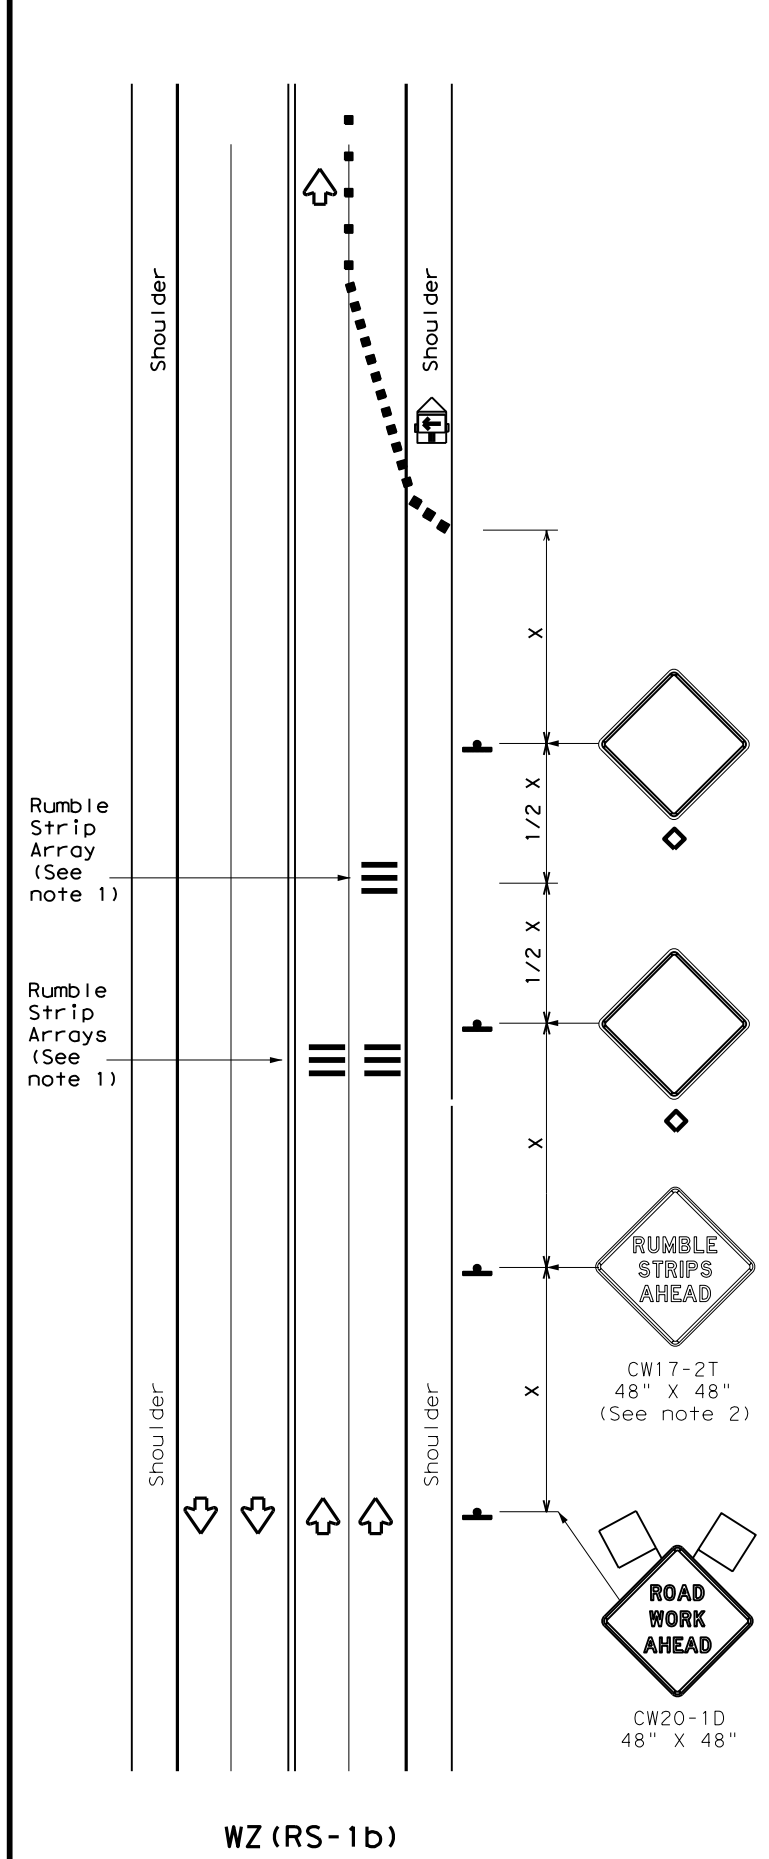 Shoulder
Shoulder
X
1/2 X
Rumble
Strip
Array
(See
note 1)
1/2 X
Rumble
Strip
Arrays
(See
note 1)
X
RUMBLE
STRIPS
AHEAD
CW17-2T
48" X 48"
(See note 2)
X
Shoulder
Shoulder
ROAD
WORK
AHEAD
CW20-1D
48" X 48"
WZ(RS-1b)